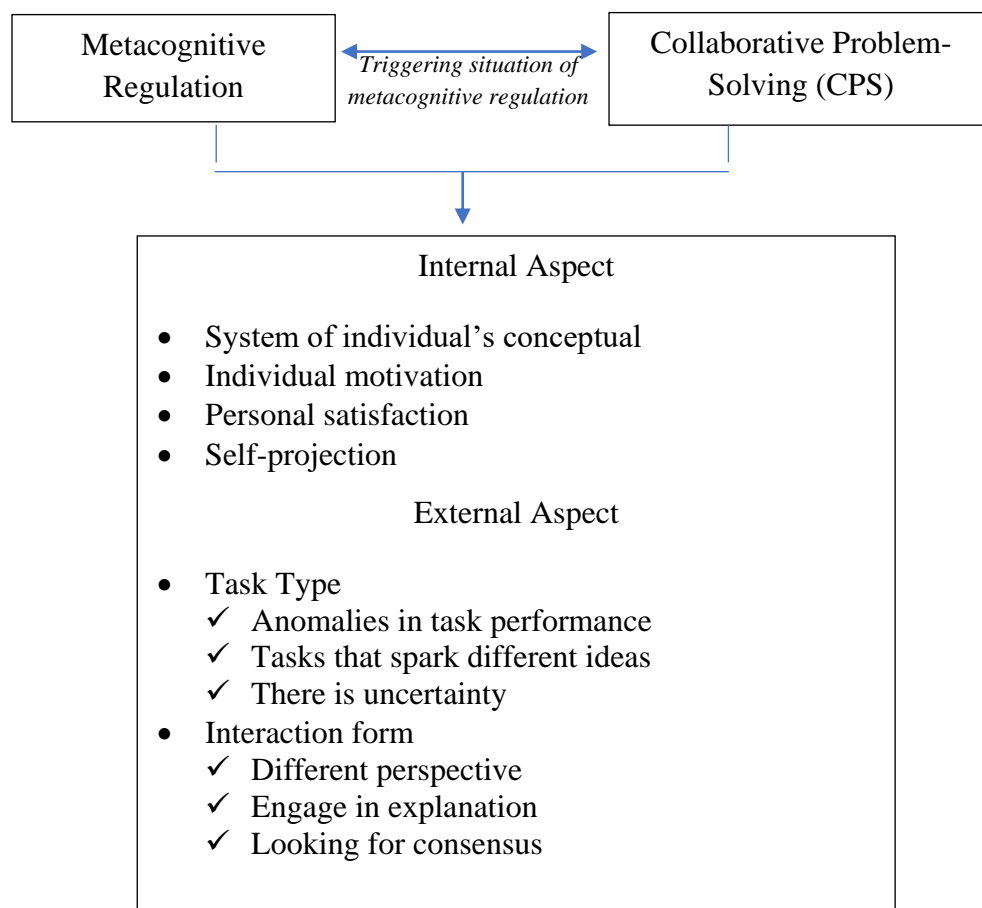 Metacognitive
Regulation
Triggering situation of
metacognitive regulation
Collaborative Problem-
Solving (CPS)
Internal Aspect
• System of individual’s conceptual
• Individual motivation
• Personal satisfaction
• Self-projection
External Aspect
• Task Type
✓ Anomalies in task performance
✓ Tasks that spark different ideas
✓ There is uncertainty
• Interaction form
✓ Different perspective
✓ Engage in explanation
✓ Looking for consensus